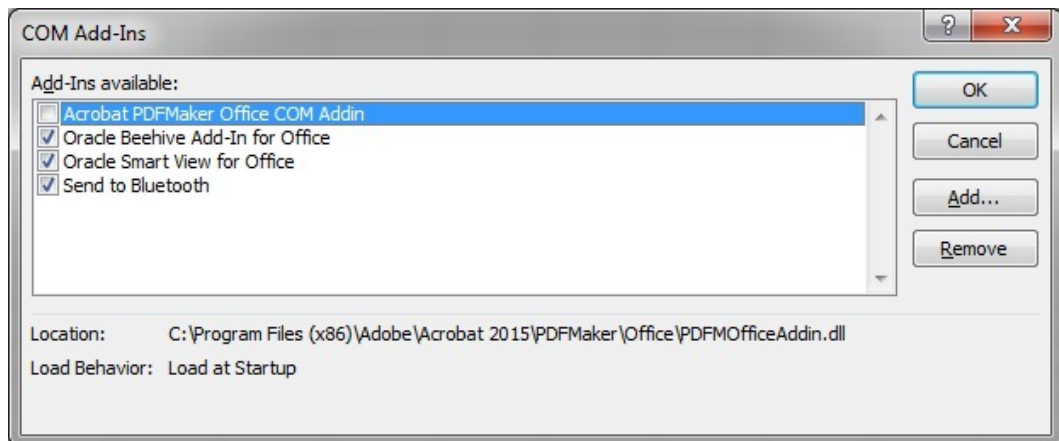 COM Add-Ins
?
X
Add-Ins available:
Acrobat PDFMaker Office COM Addin
Oracle Beehive Add-In for Office
Oracle Smart View for Office
Send to Bluetooth
OK
Cancel
Add...
Remove
Location: C:\Program Files (x86)\Adobe\Acrobat 2015\PDFMaker\Office\PDFMOfficeAddin.dll
Load Behavior: Load at Startup